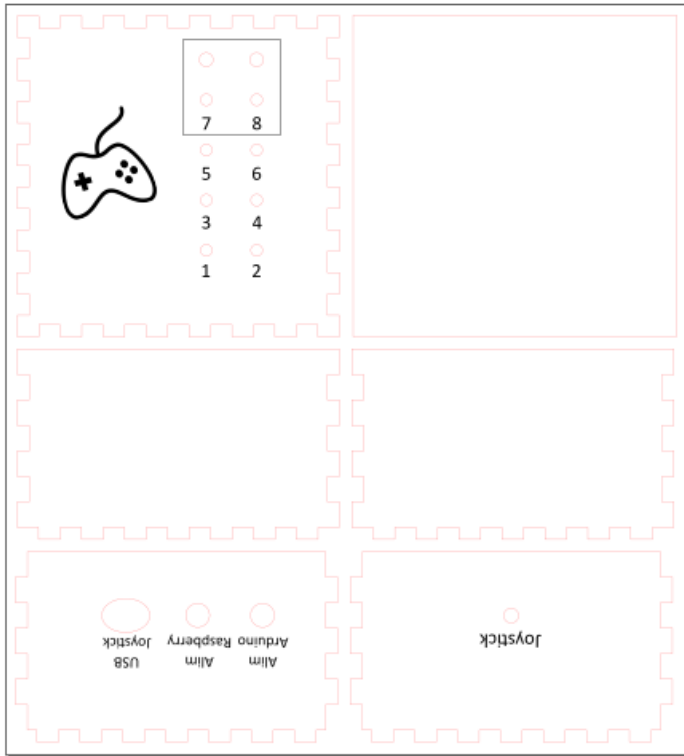 7 8
5 6
3 4
1 2
USB Joystick
Alim Raspberry
Alim Arduino
Joystick